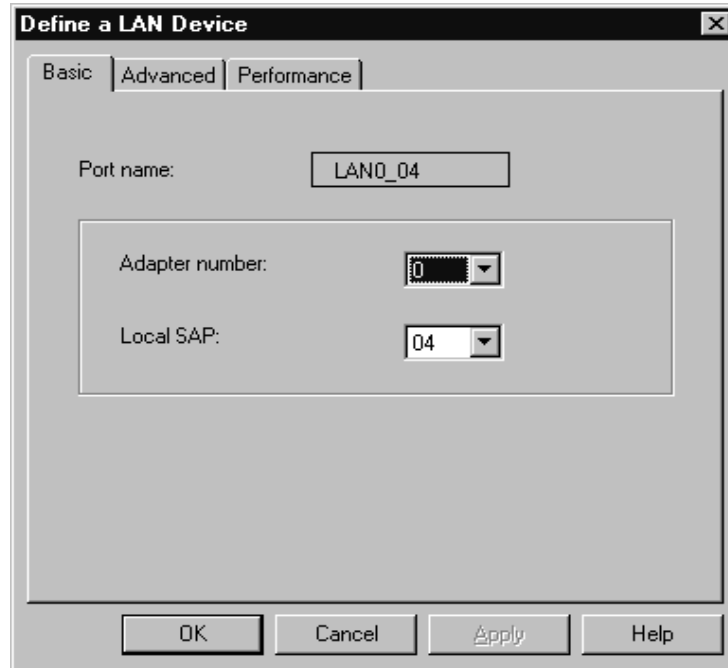 Define a LAN Device
Basic Advanced Performance
Port name: LAN0_04
Adapter number: 0
Local SAP: 04
OK Cancel Apply Help